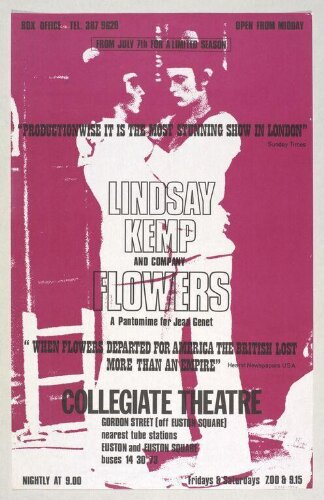 BOX OFFICE - TEL. 387 9629 OPEN FROM MIDDAY
FROM JULY 7th FOR A LIMITED SEASON
"PRODUCTIONWISE IT IS THE MOST STUNNING SHOW IN LONDON"
Sunday Times
LINDSAY
KEMP
AND COMPANY
FLOWERS
A Pantomime for Jean Genet
"WHEN FLOWERS DEPARTED FOR AMERICA THE BRITISH LOST
MORE THAN AN EMPIRE" Hearst Newspapers USA
COLLEGIATE THEATRE
GORDON STREET (off EUSTON SQUARE)
nearest tube stations
EUSTON and EUSTON SQUARE
buses 14 30 73
NIGHTLY AT 9.00 Fridays & Saturdays 7.00 & 9.15